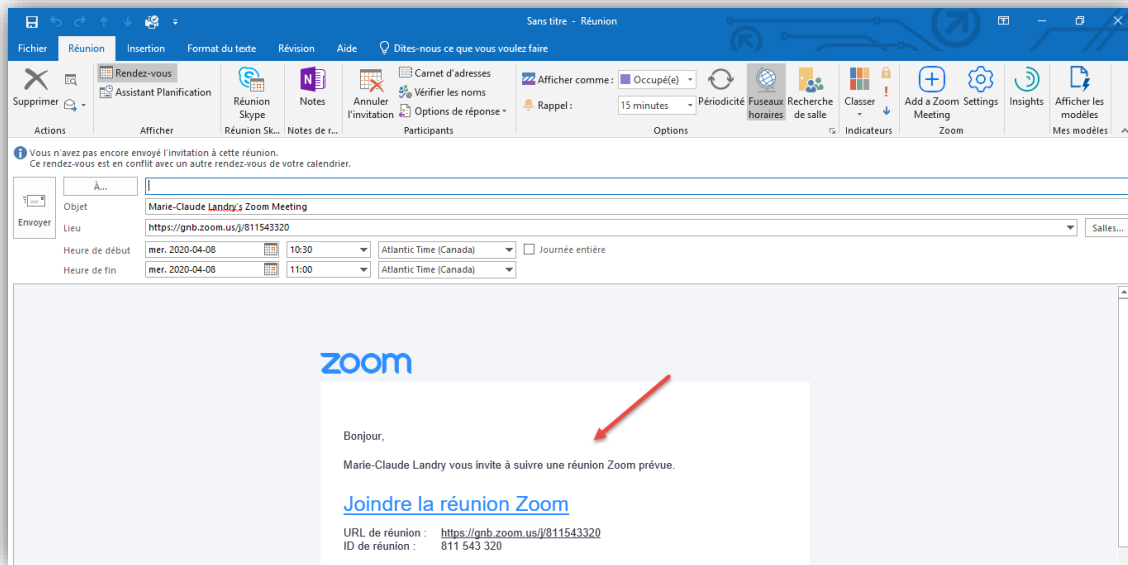 Sans titre - Réunion
Fichier Réunion Insertion Format du texte Révision Aide Dites-nous ce que vous voulez faire
Supprimer
Actions
Rendez-vous
Assistant Planification
Afficher
Réunion Skype
Réunion Sk...
N
Notes
Notes de r...
Annuler l'invitation
Carnet d'adresses
Vérifier les noms
Options de réponse
Participants
Afficher comme : Occupé(e)
Rappel : 15 minutes
Périodicité
Fuseaux horaires
Recherche de salle
Options
Classer
Indicateurs
Add a Zoom Meeting
Settings
Zoom
Insights
Afficher les modèles
Mes modèles
Vous n'avez pas encore envoyé l'invitation à cette réunion.
Ce rendez-vous est en conflit avec un autre rendez-vous de votre calendrier.
Envoyer
À...
Objet Marie-Claude Landry's Zoom Meeting
Lieu https://gnb.zoom.us/j/811543320 Salles...
Heure de début mer. 2020-04-08 10:30 Atlantic Time (Canada) Journée entière
Heure de fin mer. 2020-04-08 11:00 Atlantic Time (Canada)
zoom
Bonjour,
Marie-Claude Landry vous invite à suivre une réunion Zoom prévue.
Joindre la réunion Zoom
URL de réunion : https://gnb.zoom.us/j/811543320
ID de réunion : 811 543 320